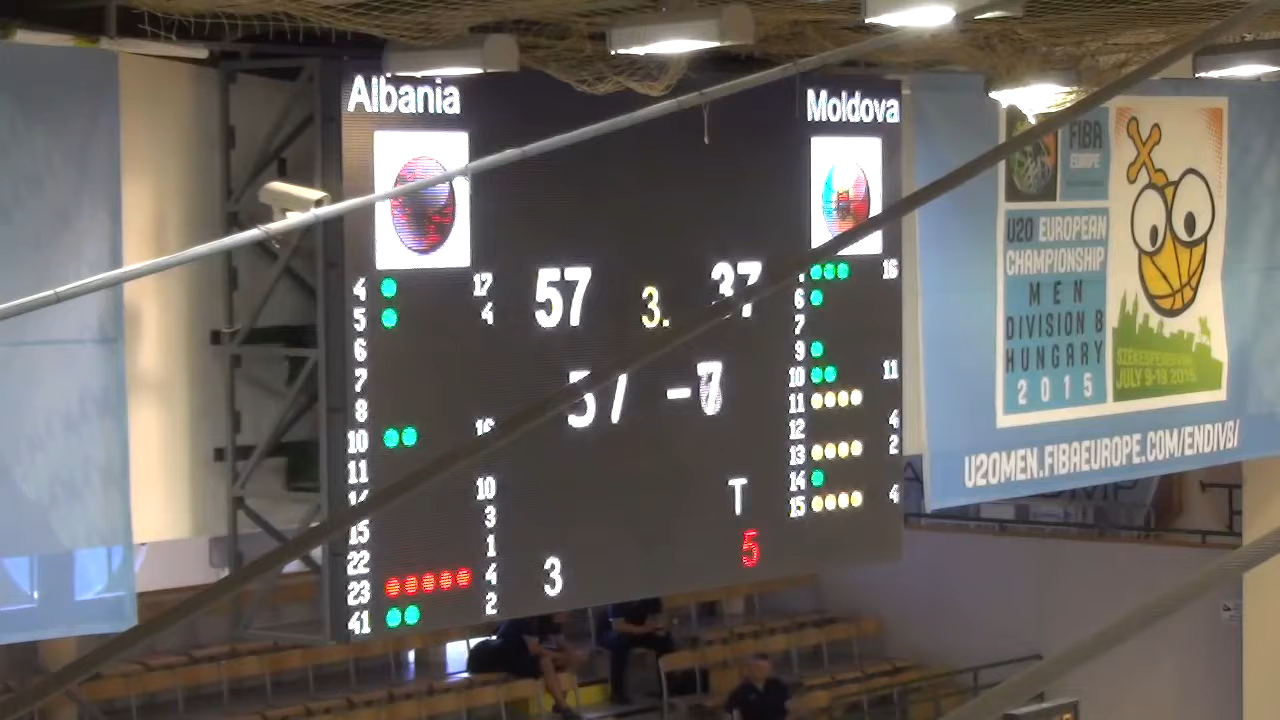 Albania
Moldova
57 3. 37
4 17
5 4
6
7
8
10
11
10
15 3
22 1
23 4
41 2
16
6
7
9
10 11
11
12 4
13 2
14
15 4
T
3 5
FIBA
EUROPE
U20 EUROPEAN
CHAMPIONSHIP
MEN
DIVISION B
HUNGARY
2015
JULY 9-19 2015
U20MEN.FIBAEUROPE.COM/ENDIVB/